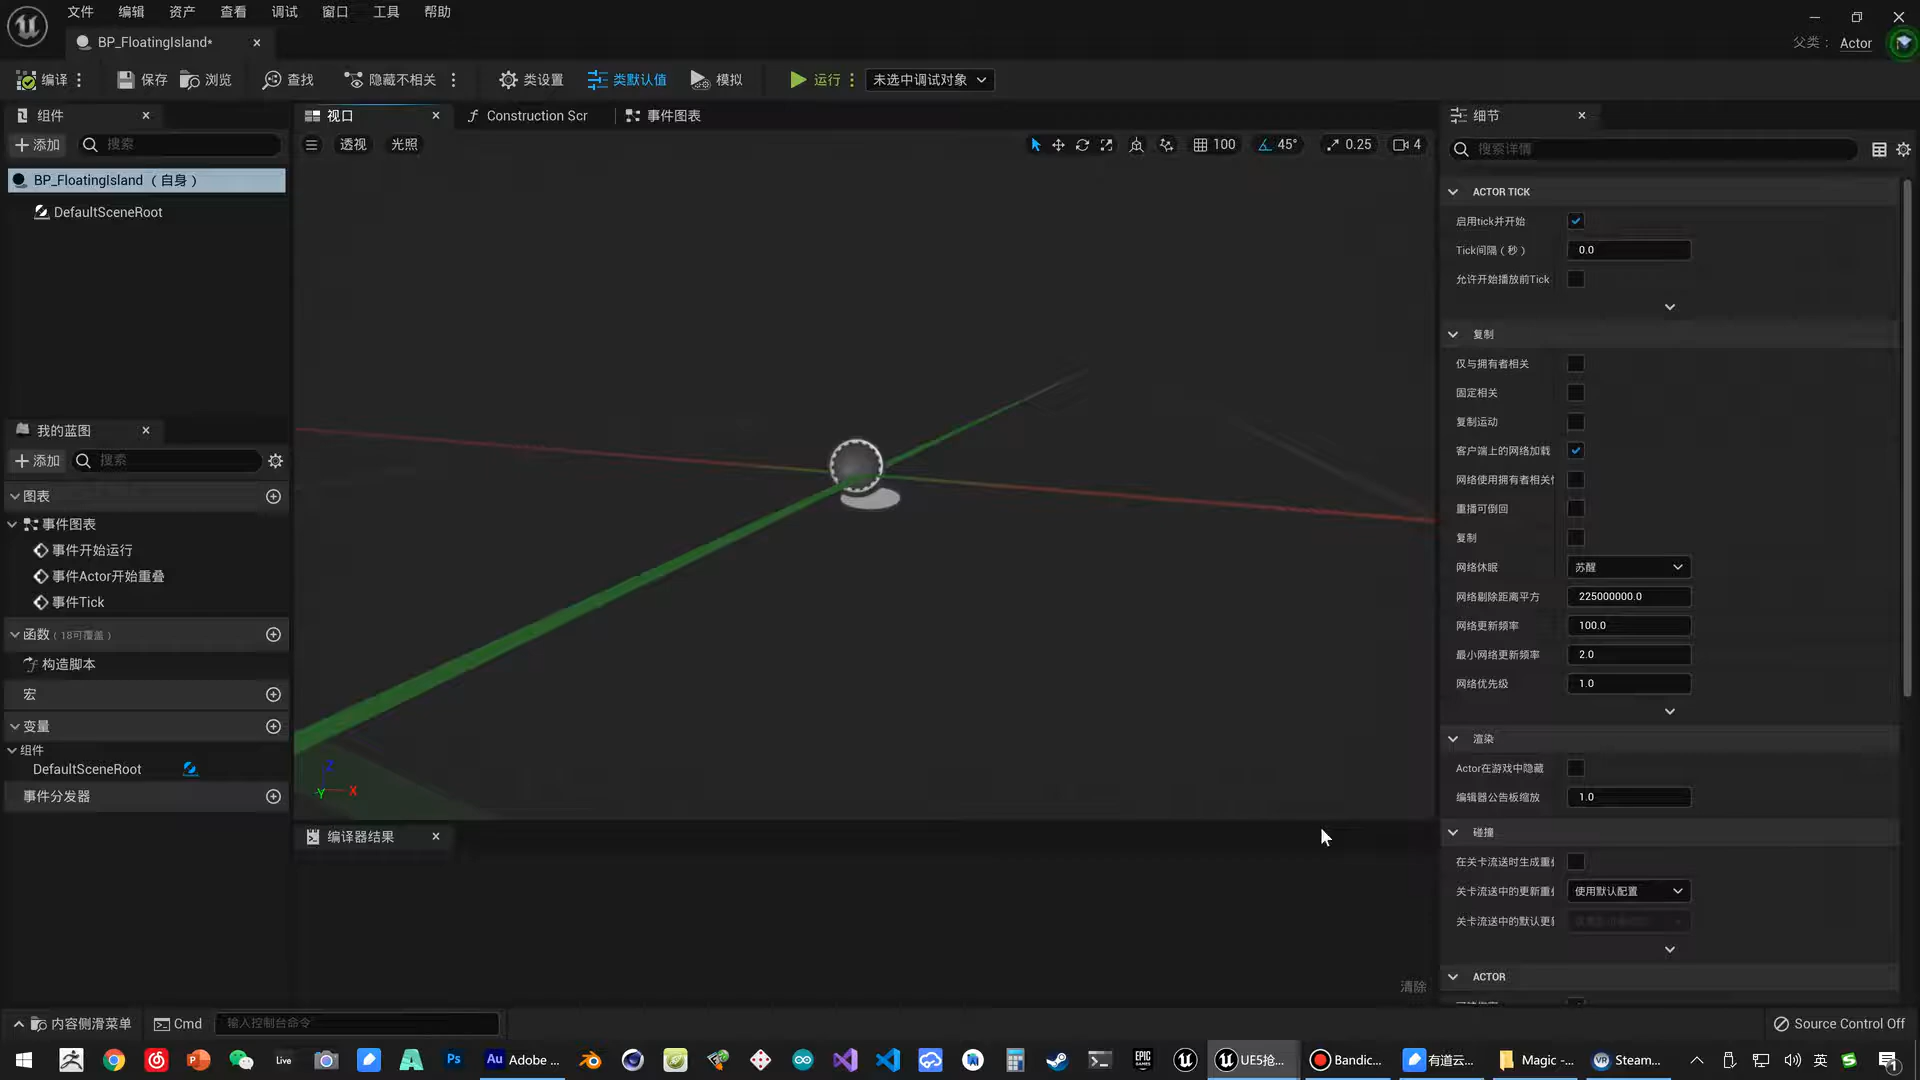 文件 编辑 资产 查看 调试 窗口 工具 帮助
BP_FloatingIsland*
父类： Actor
编译 保存 浏览 查找 隐藏不相关 类设置 类默认值 模拟 运行 未选中调试对象
组件
添加 搜索
BP_FloatingIsland （自身）
DefaultSceneRoot
我的蓝图
添加 搜索
图表
事件图表
事件开始运行
事件Actor开始重叠
事件Tick
函数（18可覆盖）
构造脚本
宏
变量
组件
DefaultSceneRoot
事件分发器
视口 Construction Scr 事件图表
透视 光照 100 45° 0.25 4
Z
Y X
编译器结果
清除
细节
搜索详情
ACTOR TICK
启用tick并开始
Tick间隔（秒） 0.0
允许开始播放前Tick
复制
仅与拥有者相关
固定相关
复制运动
客户端上的网络加载
网络使用拥有者相关
重播可倒回
复制
网络休眠 苏醒
网络剔除距离平方 225000000.0
网络更新频率 100.0
最小网络更新频率 2.0
网络优先级 1.0
渲染
Actor在游戏中隐藏
编辑器公告板缩放 1.0
碰撞
在关卡流送时生成重
关卡流送中的更新重 使用默认配置
关卡流送中的默认更
ACTOR
内容侧滑菜单 Cmd 输入控制台命令
Source Control Off
Live Ps Au Adobe ... EPIC GAMES UE5抢... Bandic... 有道云... Magic -... VR Steam... 英 1